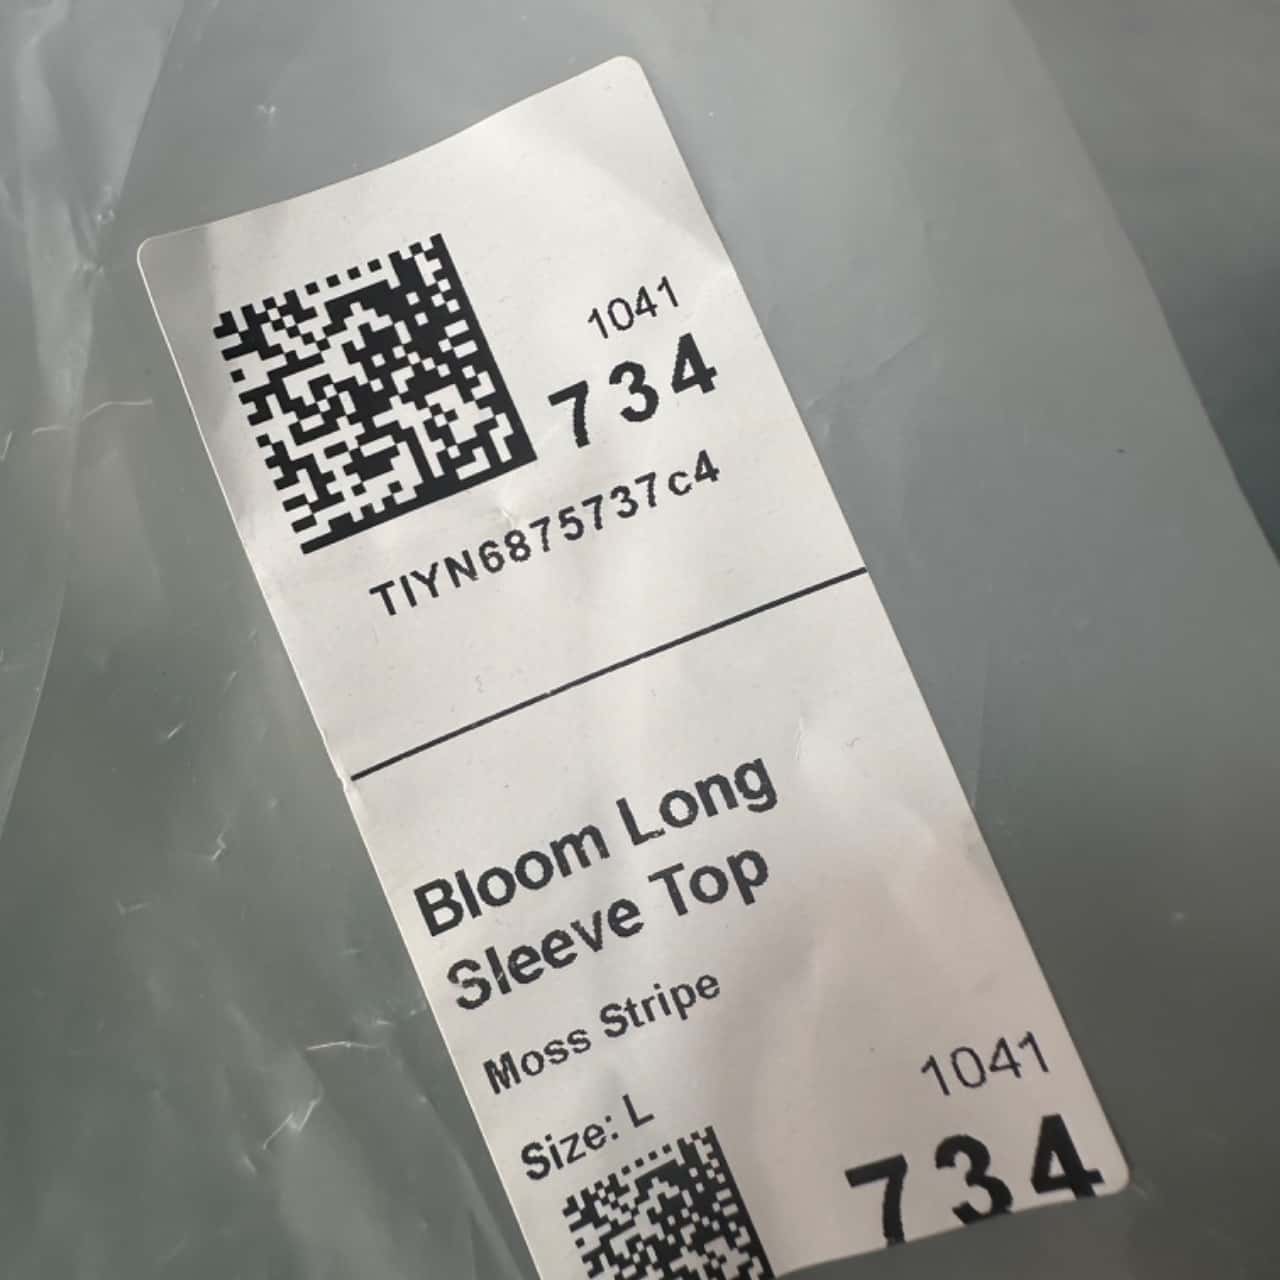 1041
734
TIYN6875737c4
Bloom Long
Sleeve Top
Moss Stripe
Size: L
1041
734